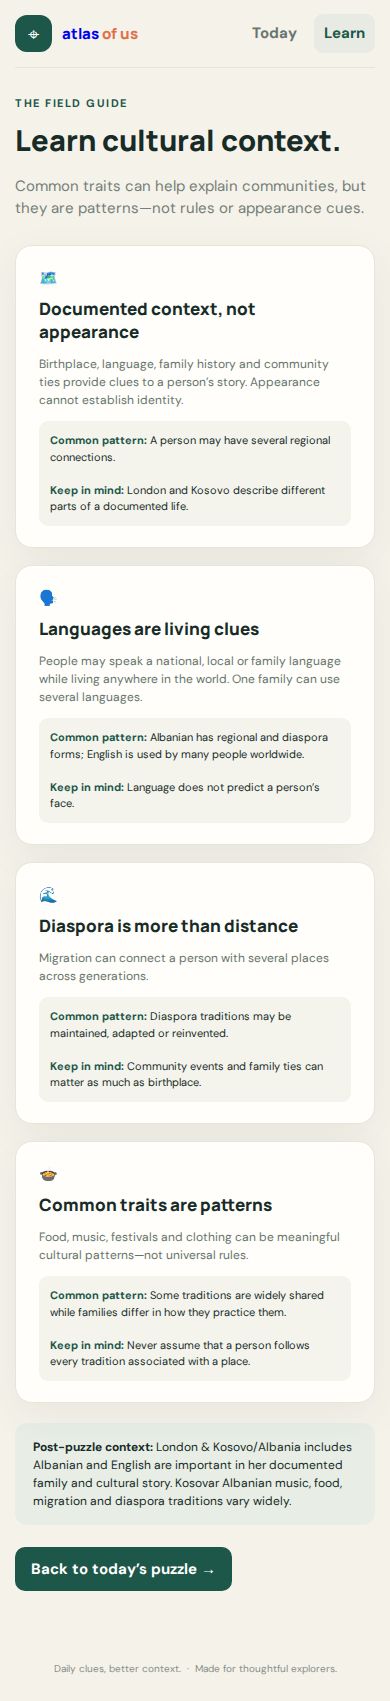 atlas of us
Today
Learn
THE FIELD GUIDE
Learn cultural context.
Common traits can help explain communities, but
they are patterns—not rules or appearance cues.
Documented context, not
appearance
Birthplace, language, family history and community
ties provide clues to a person’s story. Appearance
cannot establish identity.
Common pattern: A person may have several regional
connections.
Keep in mind: London and Kosovo describe different
parts of a documented life.
Languages are living clues
People may speak a national, local or family language
while living anywhere in the world. One family can use
several languages.
Common pattern: Albanian has regional and diaspora
forms; English is used by many people worldwide.
Keep in mind: Language does not predict a person’s
face.
Diaspora is more than distance
Migration can connect a person with several places
across generations.
Common pattern: Diaspora traditions may be
maintained, adapted or reinvented.
Keep in mind: Community events and family ties can
matter as much as birthplace.
Common traits are patterns
Food, music, festivals and clothing can be meaningful
cultural patterns—not universal rules.
Common pattern: Some traditions are widely shared
while families differ in how they practice them.
Keep in mind: Never assume that a person follows
every tradition associated with a place.
Post-puzzle context: London & Kosovo/Albania includes
Albanian and English are important in her documented
family and cultural story. Kosovar Albanian music, food,
migration and diaspora traditions vary widely.
Back to today’s puzzle →
Daily clues, better context. · Made for thoughtful explorers.